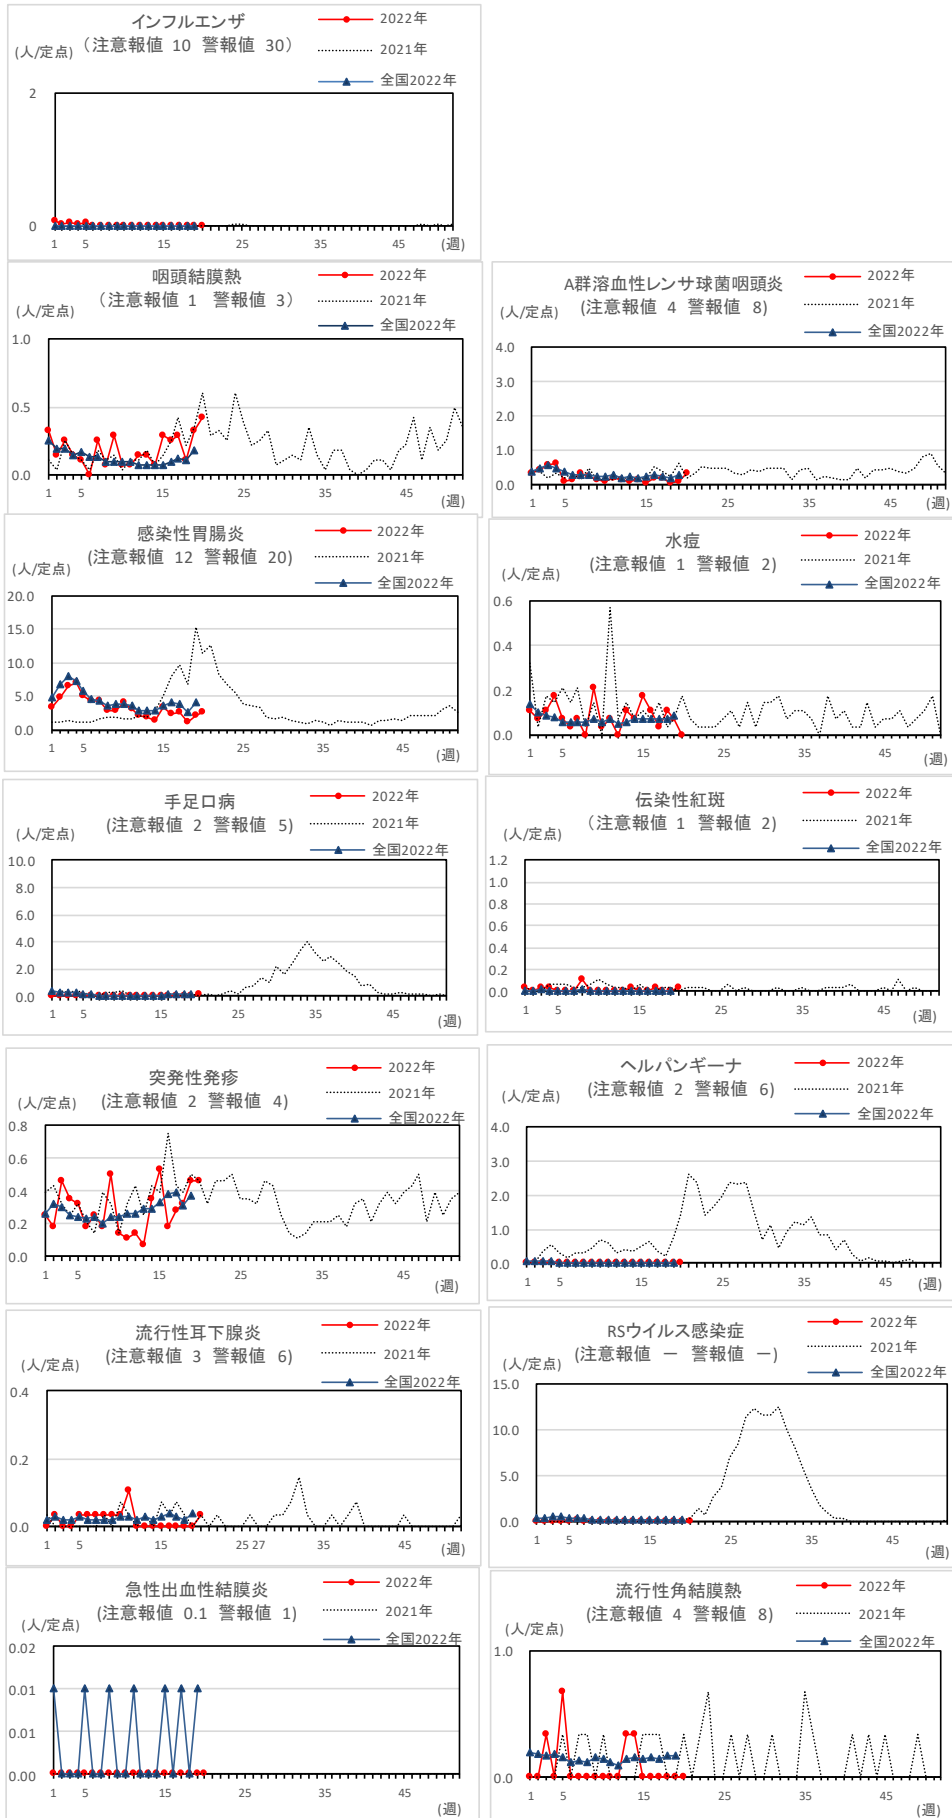 インフルエンザ
（注意報値 10 警報値 30）
(人/定点)
2022年
2021年
全国2022年
2
0
1 5 15 25 35 45
(週)
咽頭結膜熱
（注意報値 1 警報値 3）
(人/定点)
2022年
2021年
全国2022年
1.0
0.5
0.0
1 5 15 25 35 45
(週)
A群溶血性レンサ球菌咽頭炎
(注意報値 4 警報値 8)
(人/定点)
2022年
2021年
全国2022年
4.0
3.0
2.0
1.0
0.0
1 5 15 25 35 45
(週)
感染性胃腸炎
(注意報値 12 警報値 20)
(人/定点)
2022年
2021年
全国2022年
20.0
15.0
10.0
5.0
0.0
1 5 15 25 35 45
(週)
水痘
(注意報値 1 警報値 2)
(人/定点)
2022年
2021年
全国2022年
0.6
0.4
0.2
0.0
1 5 15 25 35 45
(週)
手足口病
(注意報値 2 警報値 5)
(人/定点)
2022年
2021年
全国2022年
10.0
8.0
6.0
4.0
2.0
0.0
1 5 15 25 35 45
(週)
伝染性紅斑
（注意報値 1 警報値 2)
(人/定点)
2022年
2021年
全国2022年
1.2
1.0
0.8
0.6
0.4
0.2
0.0
1 5 15 25 35 45
(週)
突発性発疹
(注意報値 2 警報値 4)
(人/定点)
2022年
2021年
全国2022年
0.8
0.6
0.4
0.2
0.0
1 5 15 25 35 45
(週)
ヘルパンギーナ
(注意報値 2 警報値 6)
(人/定点)
2022年
2021年
全国2022年
4.0
3.0
2.0
1.0
0.0
1 5 15 25 35 45
(週)
流行性耳下腺炎
(注意報値 3 警報値 6)
(人/定点)
2022年
2021年
全国2022年
0.4
0.2
0.0
1 5 15 25 27 35 45
(週)
RSウイルス感染症
(注意報値 ー 警報値 ー)
(人/定点)
2022年
2021年
全国2022年
15.0
10.0
5.0
0.0
1 5 15 25 35 45
(週)
急性出血性結膜炎
(注意報値 0.1 警報値 1)
(人/定点)
2022年
2021年
全国2022年
0.02
0.01
0.01
0.00
1 5 15 25 35 45
(週)
流行性角結膜熱
(注意報値 4 警報値 8)
(人/定点)
2022年
2021年
全国2022年
1.0
0.0
1 5 15 25 35 45
(週)